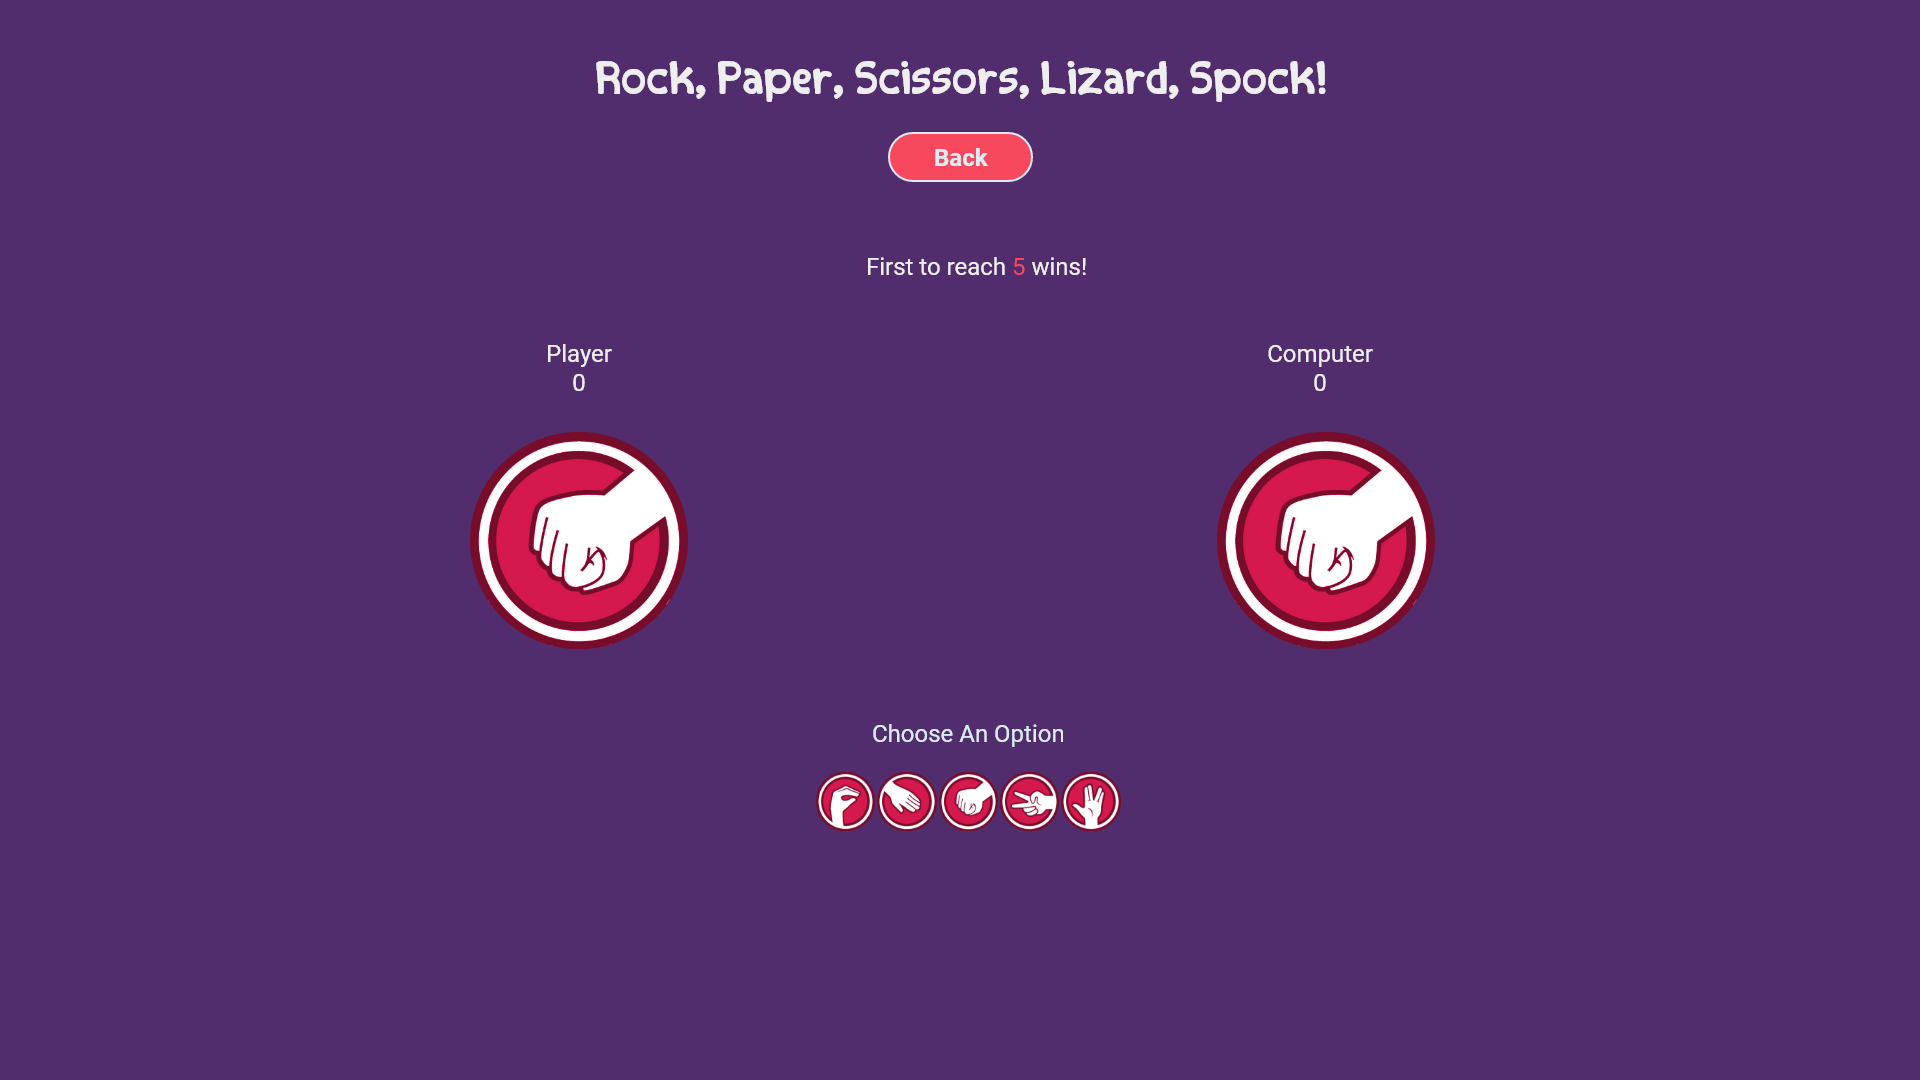 Rock, Paper, Scissors, Lizard, Spock!
Back
First to reach 5 wins!
Player
0
Computer
0
Choose An Option